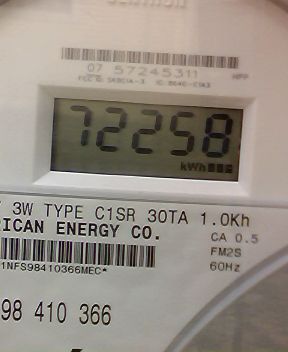 07 57245311
72258
kWh
3W TYPE C1SR 30TA 1.0Kh
RICAN ENERGY CO.
CA 0.5
FM2S
60Hz
1NFS98410366MEC*
98 410 366